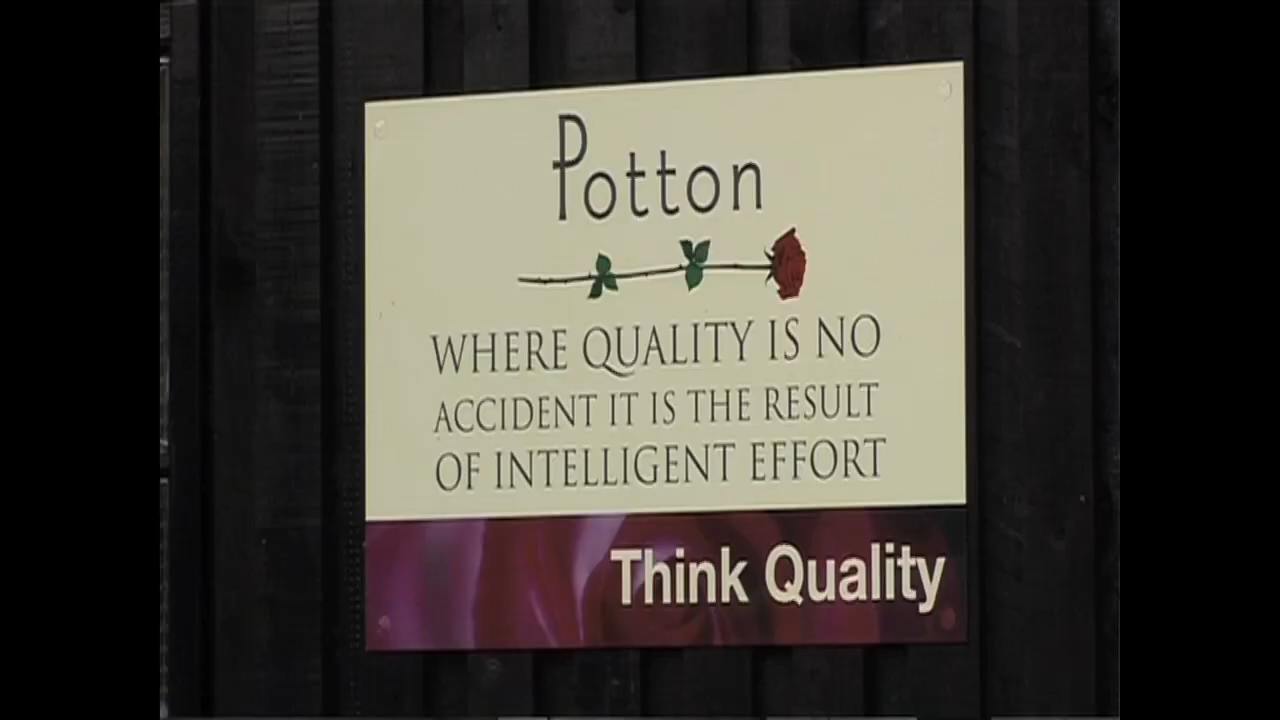 Potton
WHERE QUALITY IS NO
ACCIDENT IT IS THE RESULT
OF INTELLIGENT EFFORT
Think Quality